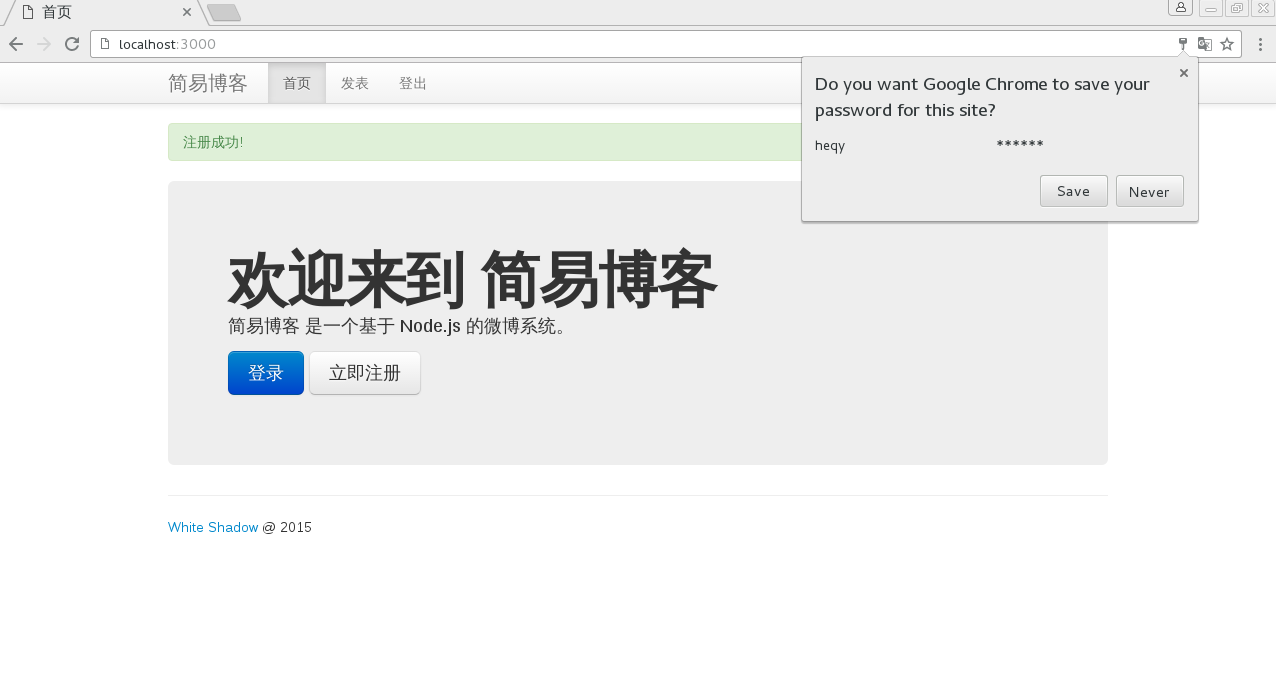 首页
localhost:3000
简易博客 首页 发表 登出
Do you want Google Chrome to save your
password for this site?
heqy ******
Save Never
注册成功!
欢迎来到 简易博客
简易博客 是一个基于 Node.js 的微博系统。
登录 立即注册
White Shadow @ 2015